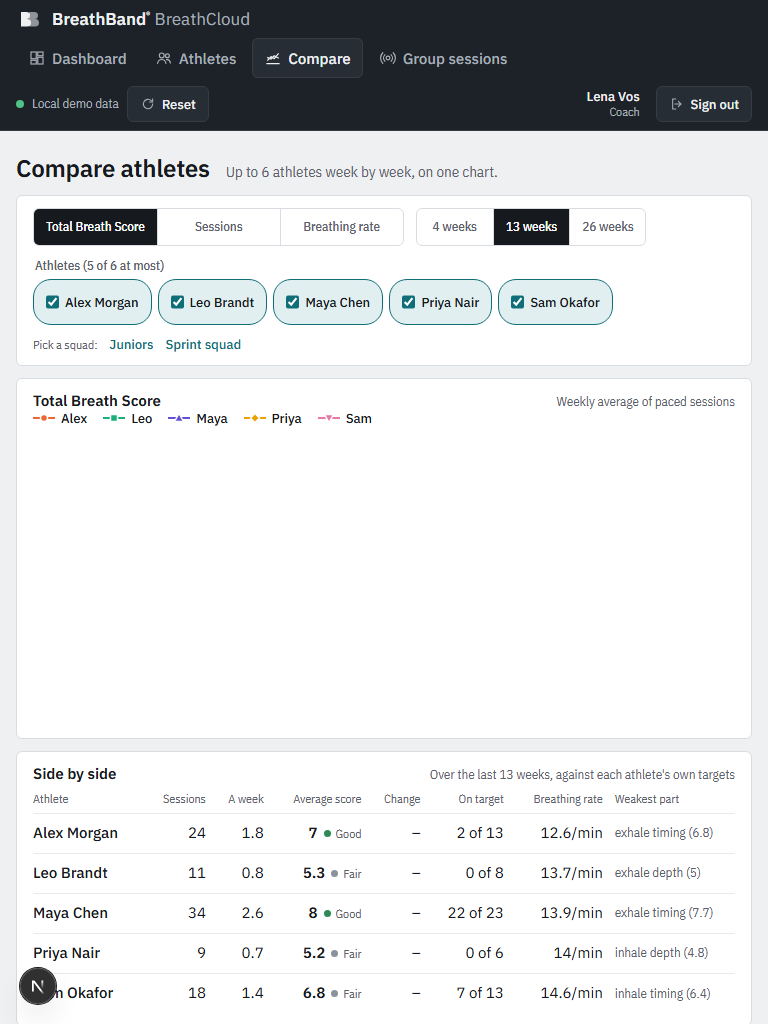 BreathBand® BreathCloud
Dashboard Athletes Compare Group sessions
Local demo data Reset Lena Vos Coach Sign out
Compare athletes Up to 6 athletes week by week, on one chart.
Total Breath Score Sessions Breathing rate 4 weeks 13 weeks 26 weeks
Athletes (5 of 6 at most)
Alex Morgan Leo Brandt Maya Chen Priya Nair Sam Okafor
Pick a squad: Juniors Sprint squad
Total Breath Score Weekly average of paced sessions
Alex Leo Maya Priya Sam
Side by side Over the last 13 weeks, against each athlete's own targets
Athlete Sessions A week Average score Change On target Breathing rate Weakest part
Alex Morgan 24 1.8 7 Good – 2 of 13 12.6/min exhale timing (6.8)
Leo Brandt 11 0.8 5.3 Fair – 0 of 8 13.7/min exhale depth (5)
Maya Chen 34 2.6 8 Good – 22 of 23 13.9/min exhale timing (7.7)
Priya Nair 9 0.7 5.2 Fair – 0 of 6 14/min inhale depth (4.8)
N m Okafor 18 1.4 6.8 Fair – 7 of 13 14.6/min inhale timing (6.4)